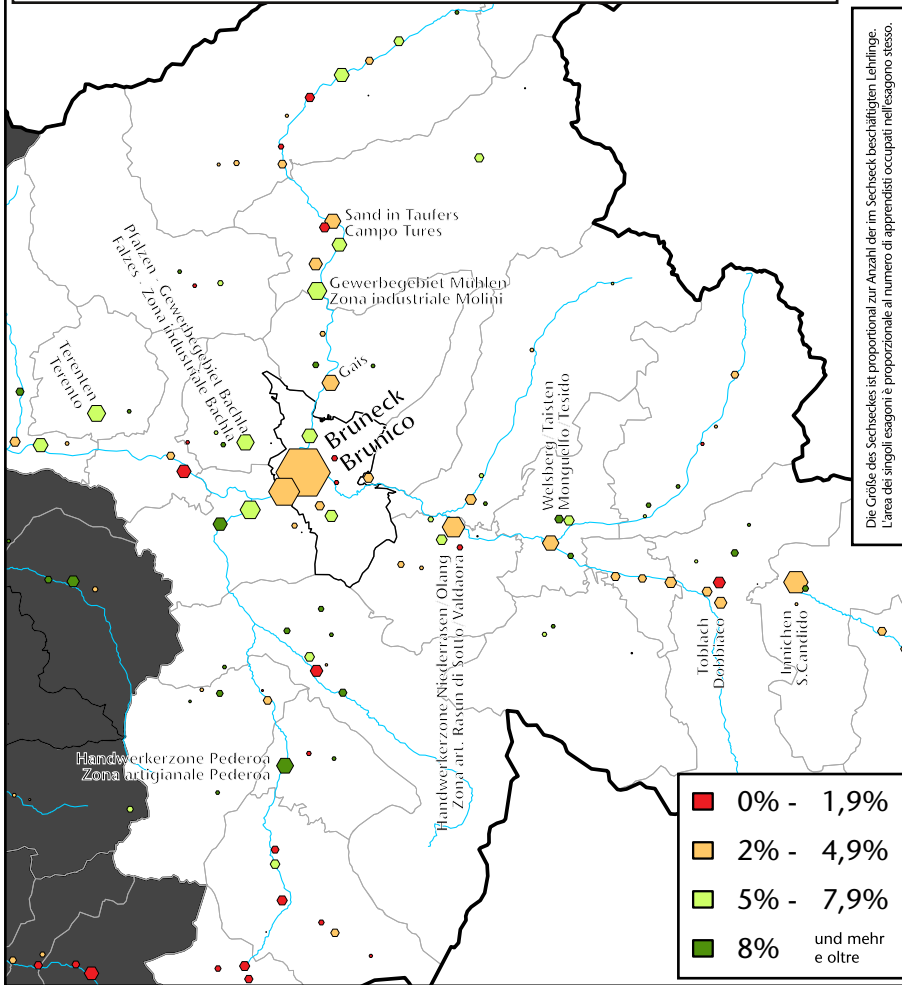 Die Größe des Sechseckes ist proportional zur Anzahl der im Sechseck beschäftigten Lehrlinge.
L'area dei singoli esagoni è proporzionale al numero di apprendisti occupati nell'esagono stesso.
Sand in Taufers
Campo Tures
Pfalzen - Gewerbegebiet Bachla
Falzes - Zona industriale Bachla
Gewerbegebiet Mühlen
Zona industriale Molini
Terenten
Terento
Gais
Bruneck
Brunico
Welsberg/Taisten
Monguelfo/Tesido
Handwerkerzone Niederrasen/Olang
Zona art. Rasun di Sotto/Valdaora
Toblach
Dobbiaco
Innichen
S.Candido
Handwerkerzone Pederoa
Zona artigianale Pederoa
0% - 1,9%
2% - 4,9%
5% - 7,9%
8% und mehr
e oltre